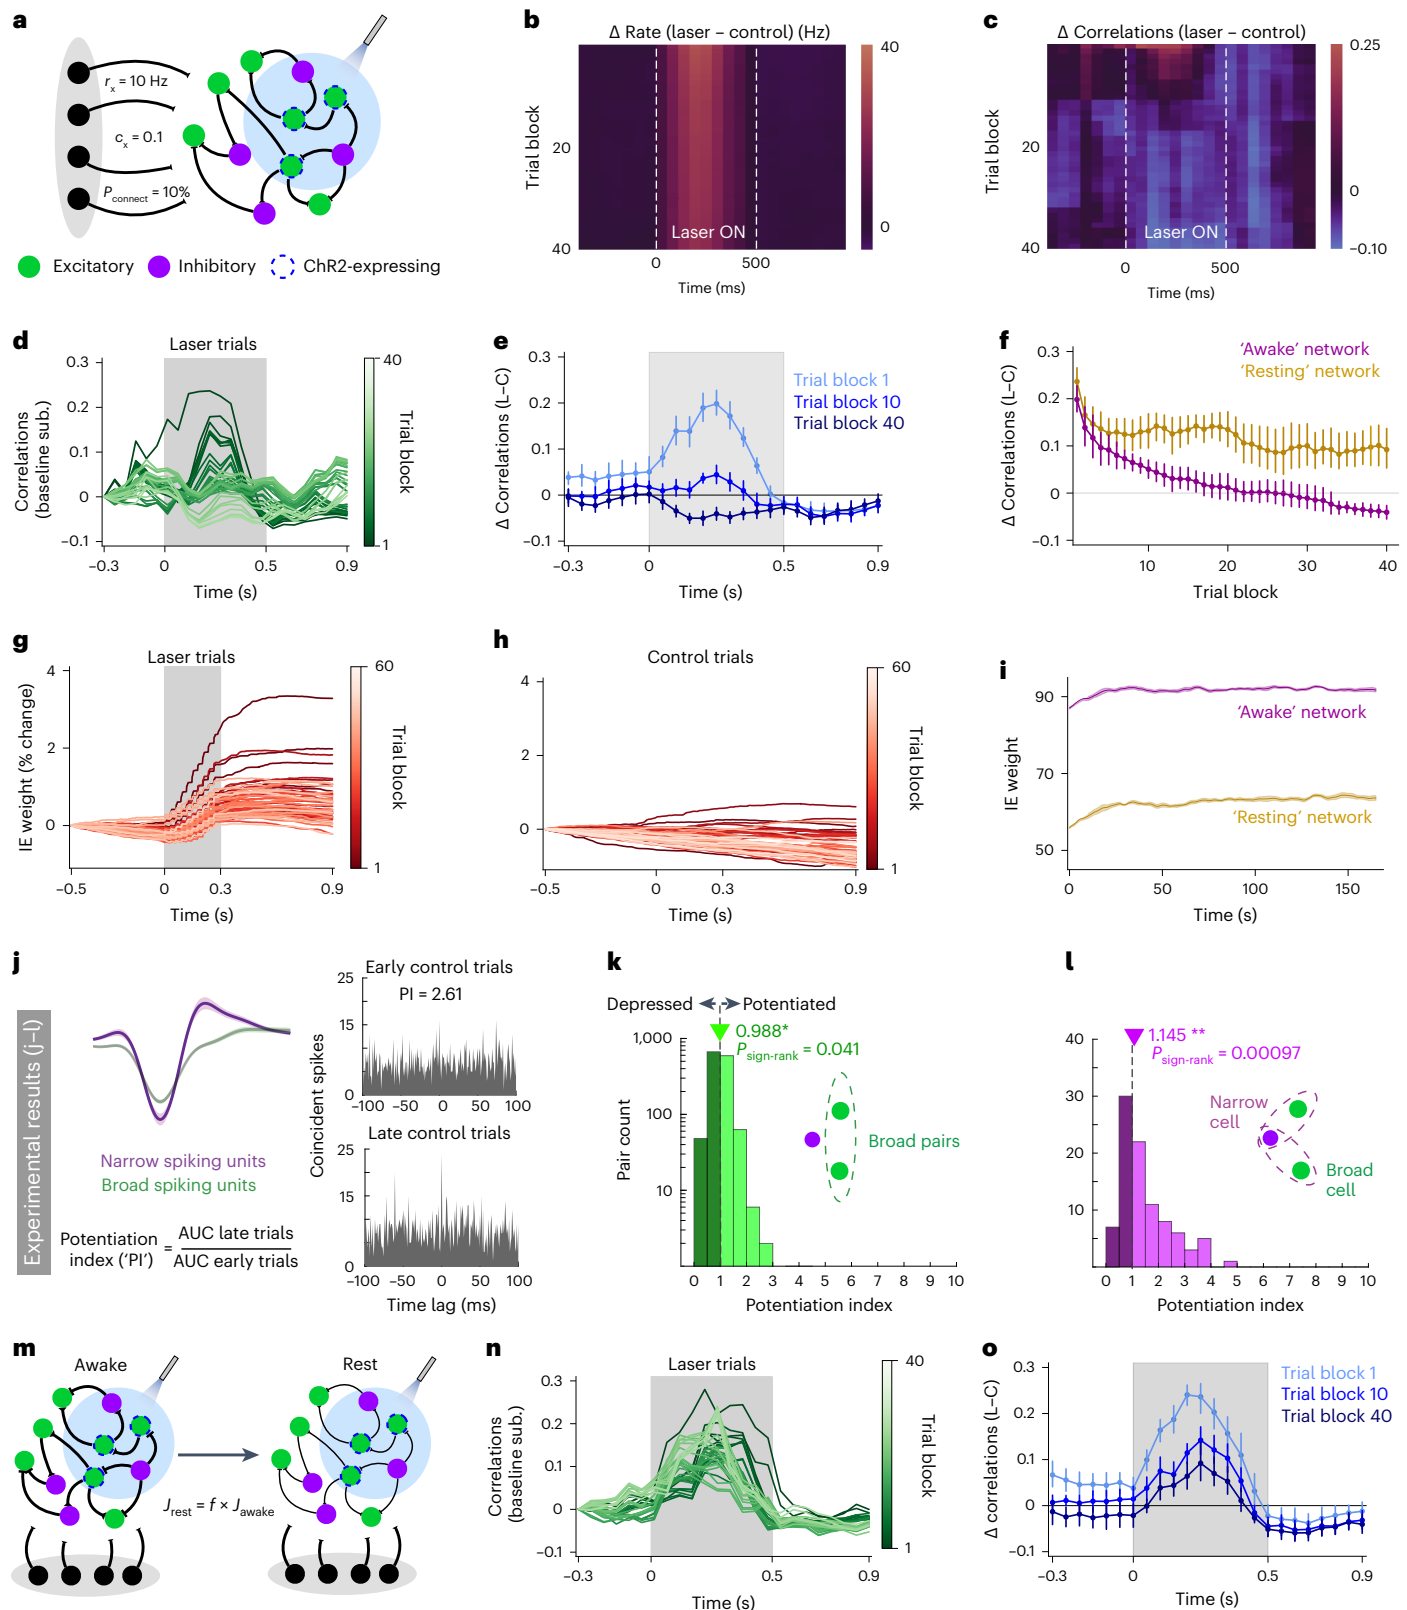 a
r_x = 10 Hz
c_x = 0.1
P_connect = 10%
Excitatory
Inhibitory
ChR2-expressing
b
Δ Rate (laser – control) (Hz)
40
0
Trial block
20
40
Laser ON
0
500
Time (ms)
c
Δ Correlations (laser – control)
0.25
0
–0.10
Trial block
20
40
Laser ON
0
500
Time (ms)
d
Laser trials
Correlations
(baseline sub.)
0.3
0.2
0.1
0
–0.1
–0.3
0
0.5
0.9
Time (s)
40
1
Trial block
e
Δ Correlations (L–C)
0.3
0.2
0.1
0
–0.1
Trial block 1
Trial block 10
Trial block 40
–0.3
0
0.5
0.9
Time (s)
f
Δ Correlations (L–C)
0.3
0.2
0.1
0
–0.1
‘Awake’ network
‘Resting’ network
10
20
30
40
Trial block
g
Laser trials
IE weight (% change)
4
2
0
–0.5
0
0.3
0.9
Time (s)
60
1
Trial block
h
Control trials
4
2
0
–0.5
0
0.3
0.9
Time (s)
60
1
Trial block
i
IE weight
90
70
50
‘Awake’ network
‘Resting’ network
0
50
100
150
Time (s)
Experimental results (j–l)
j
Narrow spiking units
Broad spiking units
Potentiation
index (‘PI’)
=
AUC late trials
AUC early trials
Early control trials
PI = 2.61
25
15
0
–100
–50
0
50
100
Coincident spikes
Late control trials
25
15
0
–100
–50
0
50
100
Time lag (ms)
k
Depressed
Potentiated
0.988*
P_sign-rank = 0.041
Pair count
1,000
100
10
Broad pairs
0 1 2 3 4 5 6 7 8 9 10
Potentiation index
l
1.145 **
P_sign-rank = 0.00097
40
30
20
10
Narrow
cell
Broad
cell
0 1 2 3 4 5 6 7 8 9 10
Potentiation index
m
Awake
Rest
J_rest = f × J_awake
n
Laser trials
Correlations
(baseline sub.)
0.3
0.2
0.1
0
–0.1
–0.3
0
0.5
0.9
Time (s)
40
1
Trial block
o
Δ correlations (L–C)
0.3
0.2
0.1
0
–0.1
Trial block 1
Trial block 10
Trial block 40
–0.3
0
0.5
0.9
Time (s)